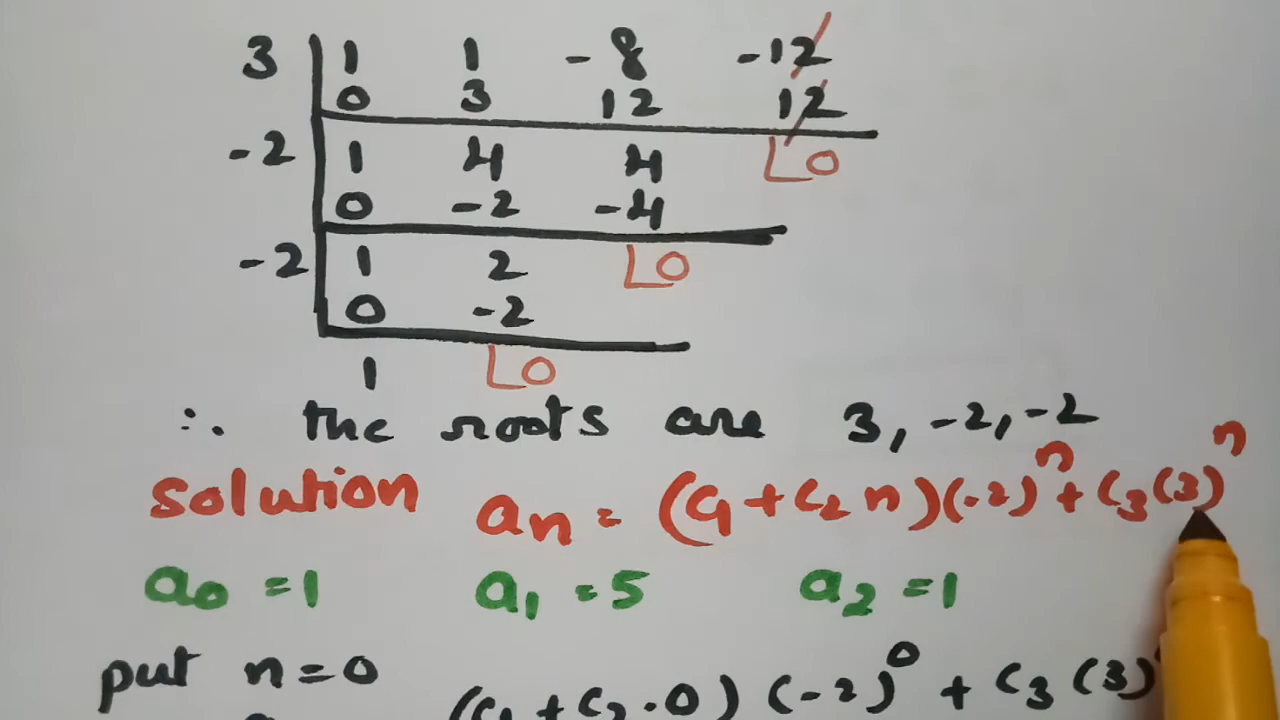 3 | 1 1 -8 -12
0 3 12 12
-2 | 1 4 4 0
0 -2 -4
-2 | 1 2 0
0 -2
1 0
∴ the roots are 3, -2, -2
Solution an = (C1 + C2 n)(-2)^n + C3(3)^n
a0 = 1 a1 = 5 a2 = 1
put n = 0
(C1 + C2 . 0) (-2)^0 + C3 (3)